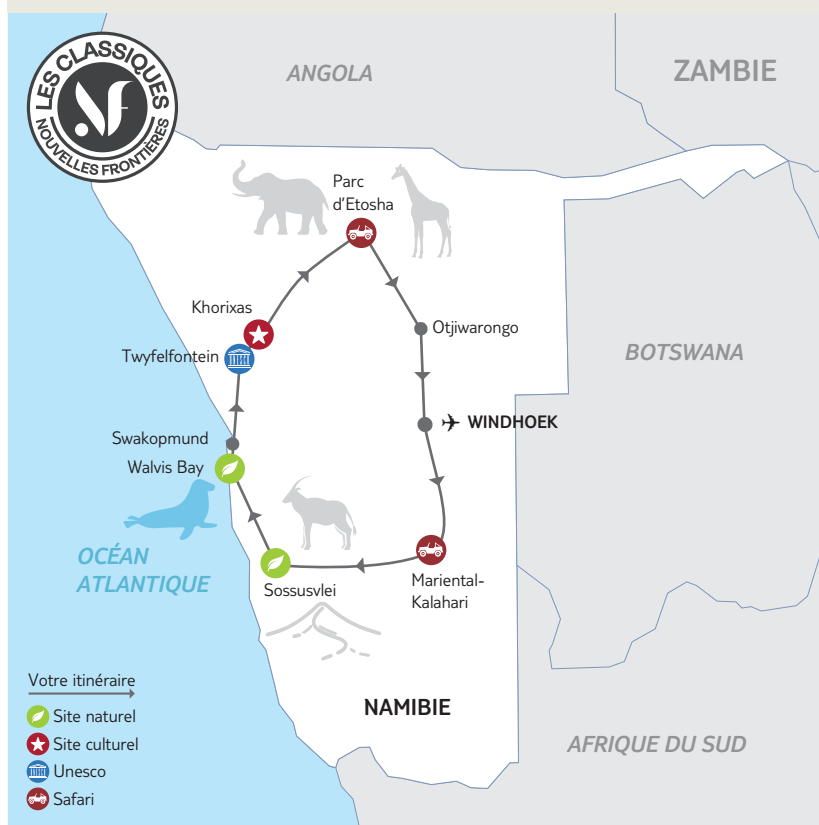 LES CLASSIQUES
NF
NOUVELLES FRONTIÈRES
ANGOLA
ZAMBIE
Parc
d'Etosha
Khorixas
Otjiwarongo
Twyfelfontein
BOTSWANA
WINDHOEK
Swakopmund
Walvis Bay
OCÉAN
ATLANTIQUE
Sossusvlei
Mariental-
Kalahari
Votre itinéraire
NAMIBIE
Site naturel
Site culturel
AFRIQUE DU SUD
Unesco
Safari